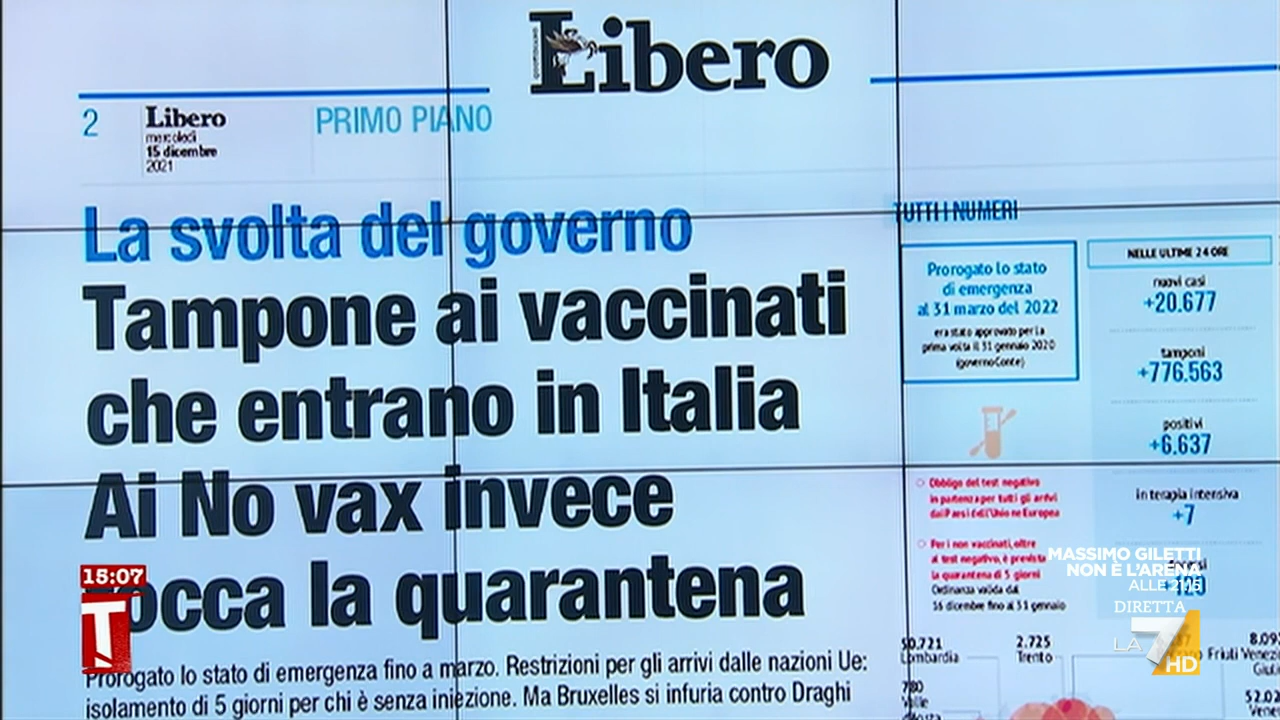 Libero
2
Libero
mercoledì
15 dicembre
2021
PRIMO PIANO
La svolta del governo
Tampone ai vaccinati
che entrano in Italia
Ai No vax invece
tocca la quarantena
Prorogato lo stato di emergenza fino a marzo. Restrizioni per gli arrivi dalle nazioni Ue:
isolamento di 5 giorni per chi è senza iniezione. Ma Bruxelles si infuria contro Draghi
TUTTI I NUMERI
Prorogato lo stato
di emergenza
al 31 marzo del 2022
era stato approvato per la
prima volta il 31 gennaio 2020
(governo Conte)
Obbligo del test negativo
in partenza per tutti gli arrivi
dai Paesi dell'Unione Europea
Per i non vaccinati, oltre
al test negativo, è prevista
la quarantena di 5 giorni
Ordinanza valida dal
16 dicembre fino al 31 gennaio
NELLE ULTIME 24 ORE
nuovi casi
+20.677
tamponi
+776.563
positivi
+6.637
in terapia intensiva
+7
50.721
Lombardia
2.725
Trento
Friuli Venezia
780
Valle
52.02
15:07
T
MASSIMO GILETTI
NON È L'ARENA
ALLE 21.15
DIRETTA
LA7
HD